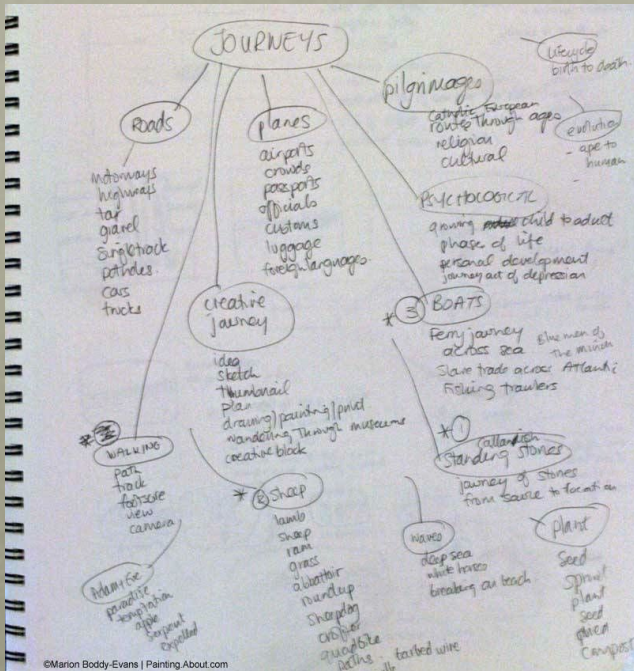 JOURNEYS
Roads
motorways
highways
tar
gravel
single track
potholes
cars
trucks
planes
airports
crowds
passports
officials
customs
luggage
foreign languages
pilgrimages
Catholic European
routes through ages
religion
cultural
Lifecycle
birth to death
evolution
- ape to
human
-
PSYCHOLOGICAL
growing child to adult
phase of life
personal development
journey out of depression
creative
journey
idea
sketch
thumbnail
plan
drawing/painting/print
wandering through museums
creative block
* 3 BOATS
Ferry journey
across sea
Blue men of
the minch
Slave trade across Atlantic
Fishing trawlers
*
WALKING
path
track
footsore
view
camera
* 1
Callanish
Standing stones
journey of stones
from source to location
* 2 Sheep
lamb
sheep
ram
grass
abbattoir
roundup
sheepdog
crofter
quadbike
paths
barbed wire
waves
deep sea
white horses
breaking on beach
plant
Seed
Sprout
plant
seed
compost
Adam+Eve
paradise
temptation
apple
serpent
expelled
©Marion Boddy-Evans | Painting.About.com